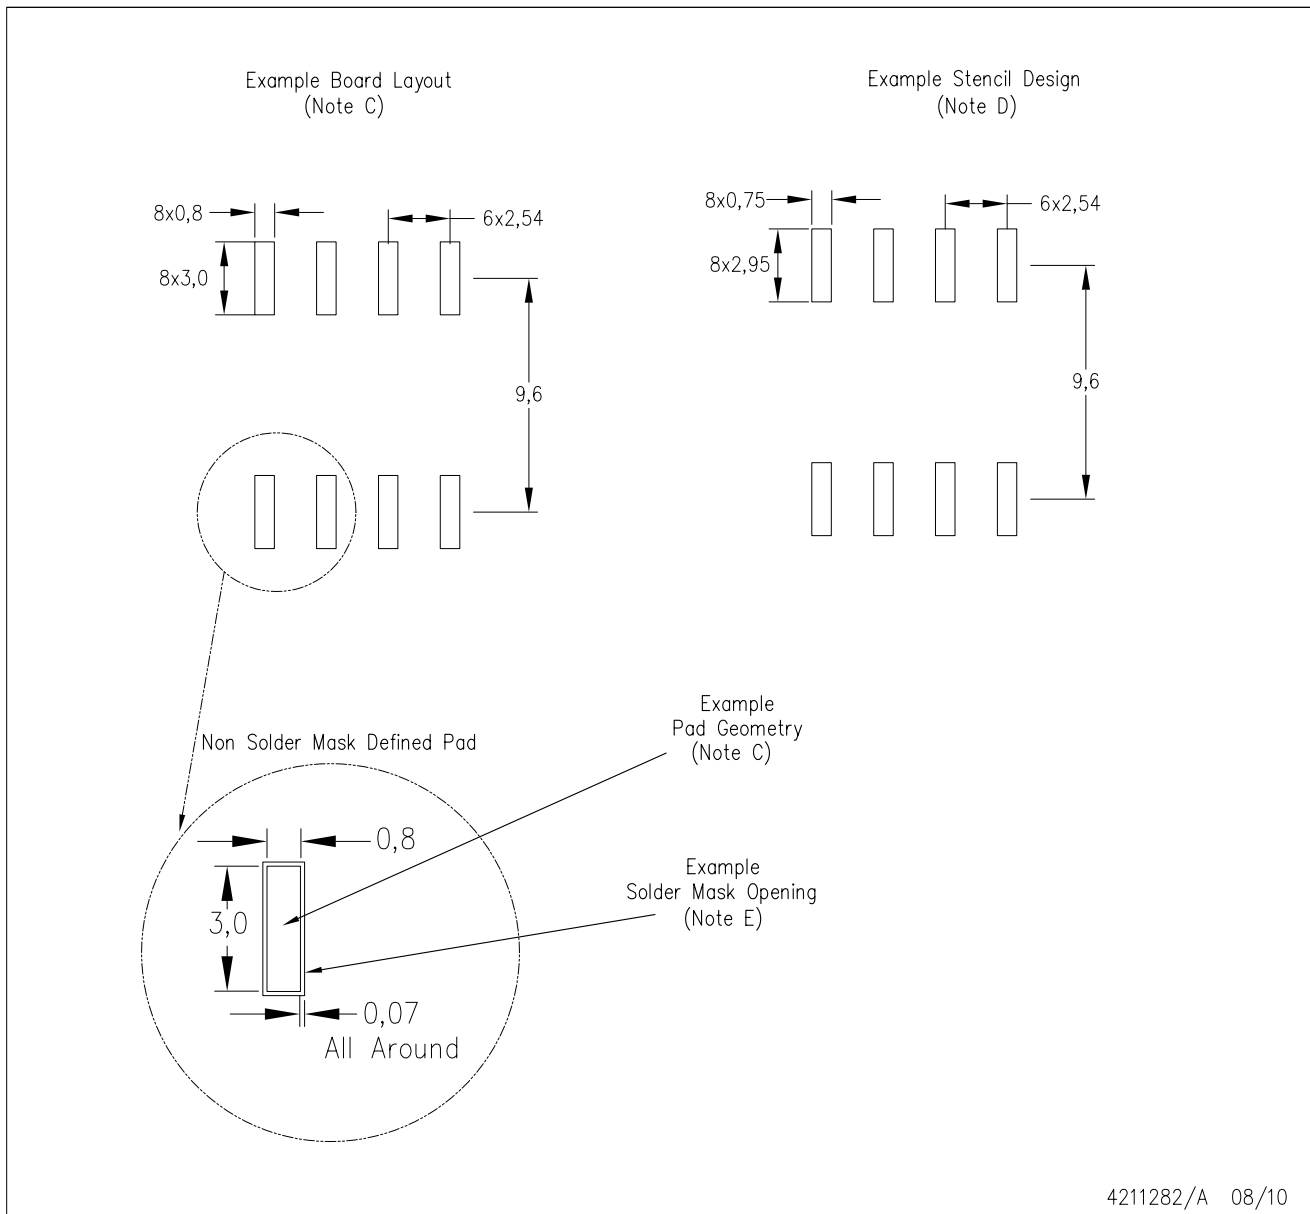 Example Board Layout
(Note C)
Example Stencil Design
(Note D)
8x0,8
6x2,54
8x3,0
9,6
8x0,75
6x2,54
8x2,95
9,6
Non Solder Mask Defined Pad
Example
Pad Geometry
(Note C)
0,8
3,0
Example
Solder Mask Opening
(Note E)
0,07
All Around
4211282/A 08/10